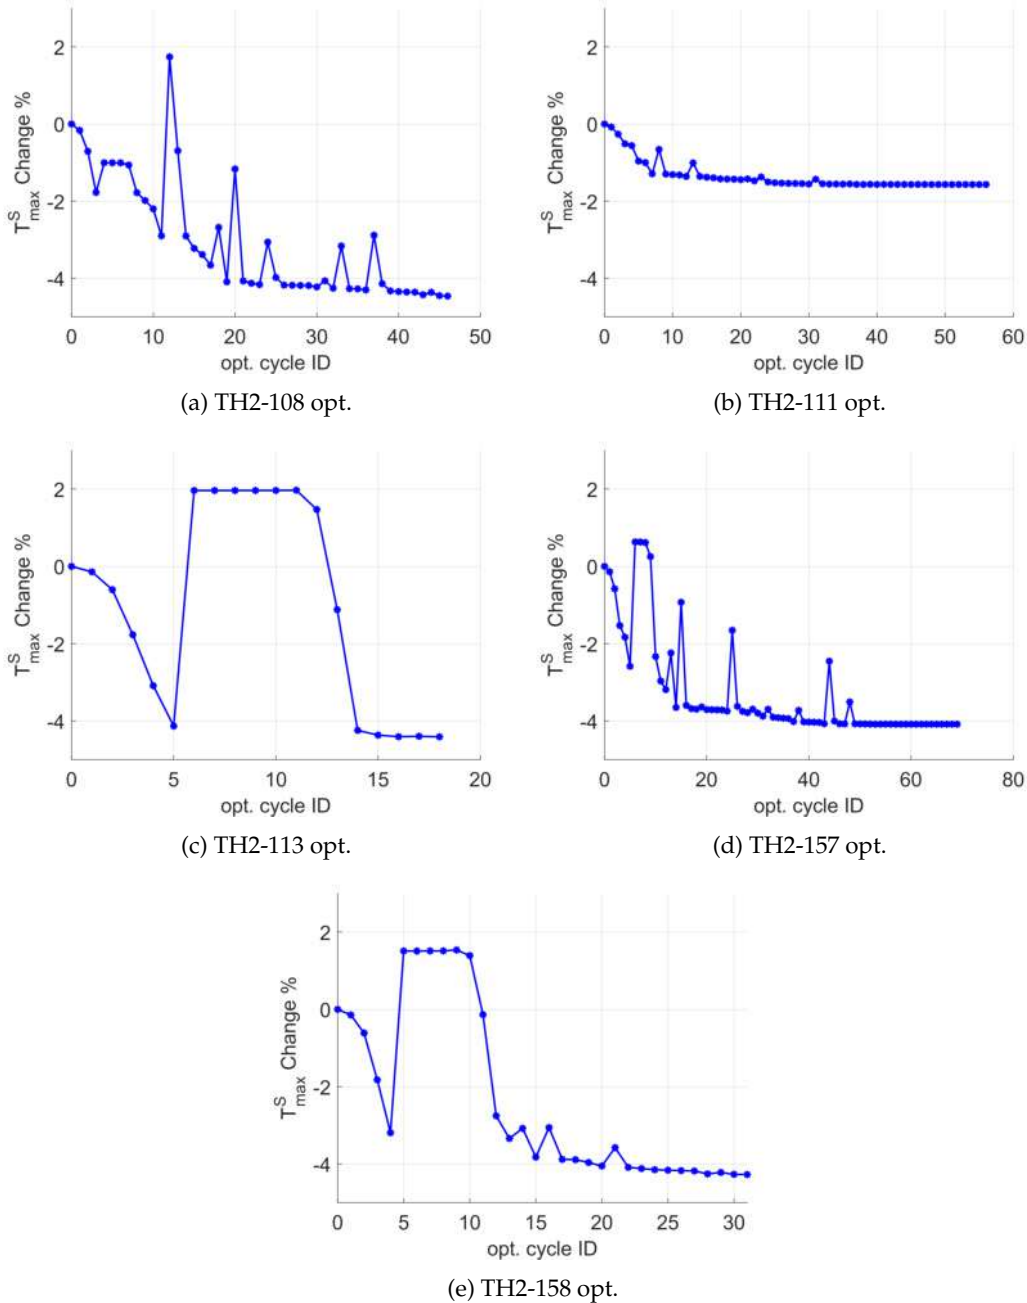 2
0
-2
-4
T^S_max Change %
0 10 20 30 40 50
opt. cycle ID
(a) TH2-108 opt.
2
0
-2
-4
T^S_max Change %
0 10 20 30 40 50 60
opt. cycle ID
(b) TH2-111 opt.
2
0
-2
-4
T^S_max Change %
0 5 10 15 20
opt. cycle ID
(c) TH2-113 opt.
2
0
-2
-4
T^S_max Change %
0 20 40 60 80
opt. cycle ID
(d) TH2-157 opt.
2
0
-2
-4
T^S_max Change %
0 5 10 15 20 25 30
opt. cycle ID
(e) TH2-158 opt.